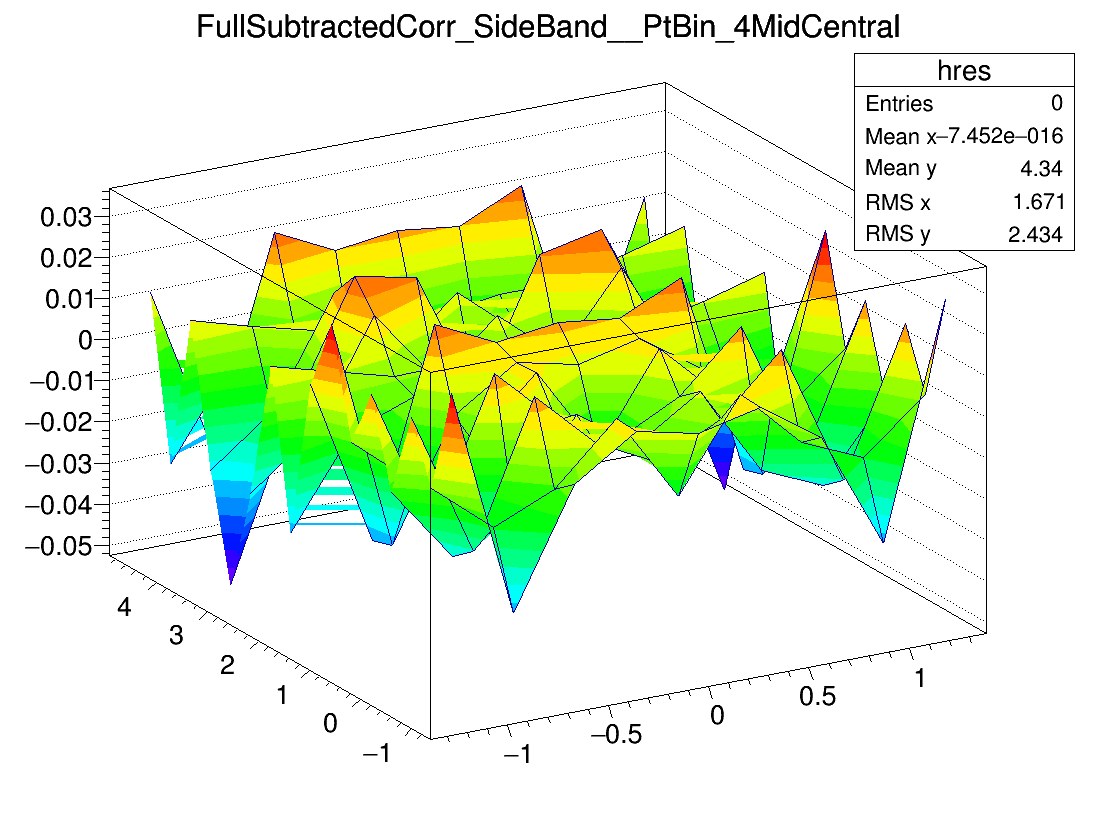 FullSubtractedCorr_SideBand__PtBin_4MidCentral
hres
Entries 0
Mean x−7.452e−016
Mean y 4.34
RMS x 1.671
RMS y 2.434
0.03
0.02
0.01
0
−0.01
−0.02
−0.03
−0.04
−0.05
4
3
2
1
0
−1
−1
−0.5
0
0.5
1